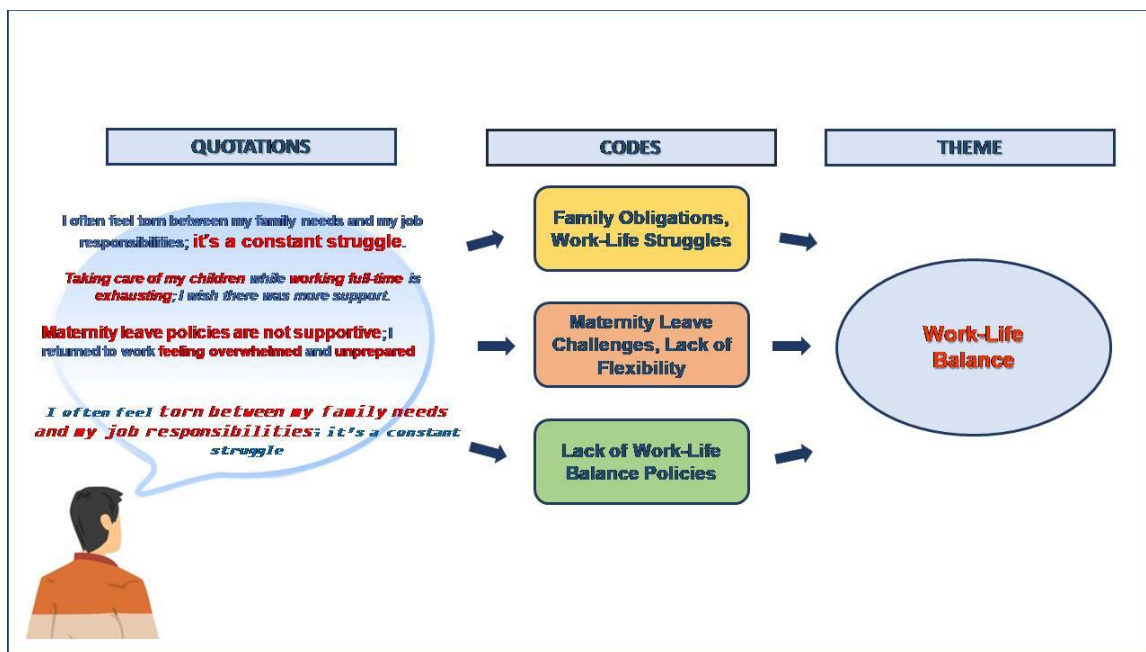 QUOTATIONS
CODES
THEME
I often feel torn between my family needs and my job
responsibilities; it's a constant struggle.
Taking care of my children while working full-time is
exhausting; I wish there was more support.
Maternity leave policies are not supportive; I
returned to work feeling overwhelmed and unprepared
I often feel torn between my family needs
and my job responsibilities; it's a constant
struggle
Family Obligations,
Work-Life Struggles
Maternity Leave
Challenges, Lack of
Flexibility
Lack of Work-Life
Balance Policies
Work-Life
Balance